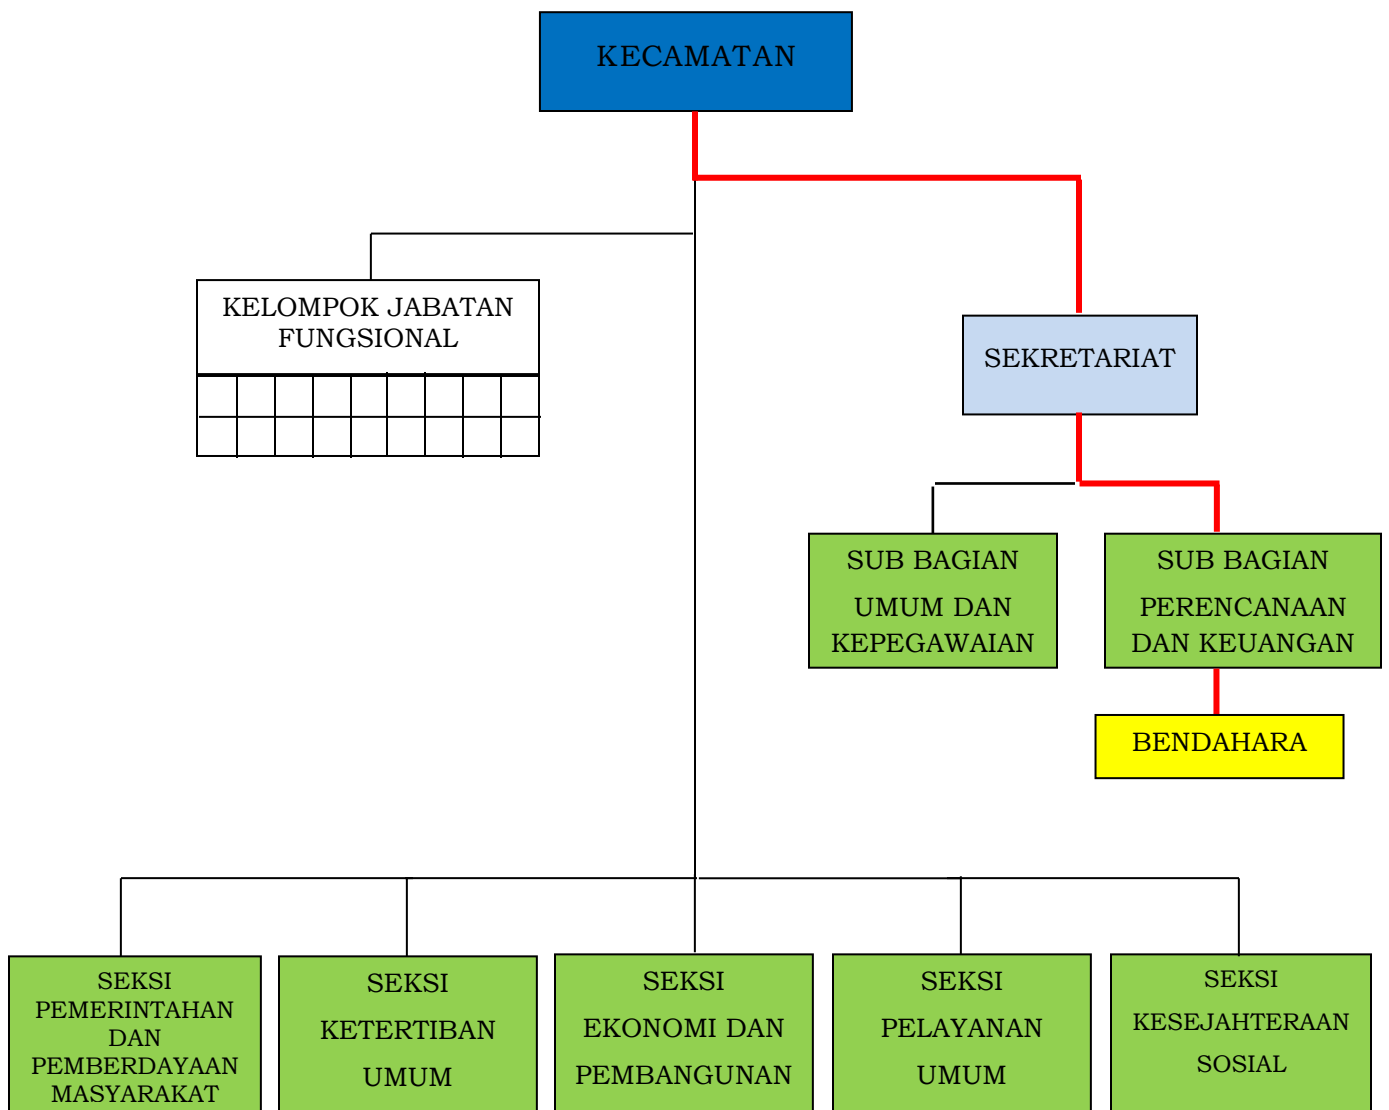 KECAMATAN
KELOMPOK JABATAN
FUNGSIONAL
SEKRETARIAT
SUB BAGIAN
UMUM DAN
KEPEGAWAIAN
SUB BAGIAN
PERENCANAAN
DAN KEUANGAN
BENDAHARA
SEKSI
PEMERINTAHAN
DAN
PEMBERDAYAAN
MASYARAKAT
SEKSI
KETERTIBAN
UMUM
SEKSI
EKONOMI DAN
PEMBANGUNAN
SEKSI
PELAYANAN
UMUM
SEKSI
KESEJAHTERAAN
SOSIAL